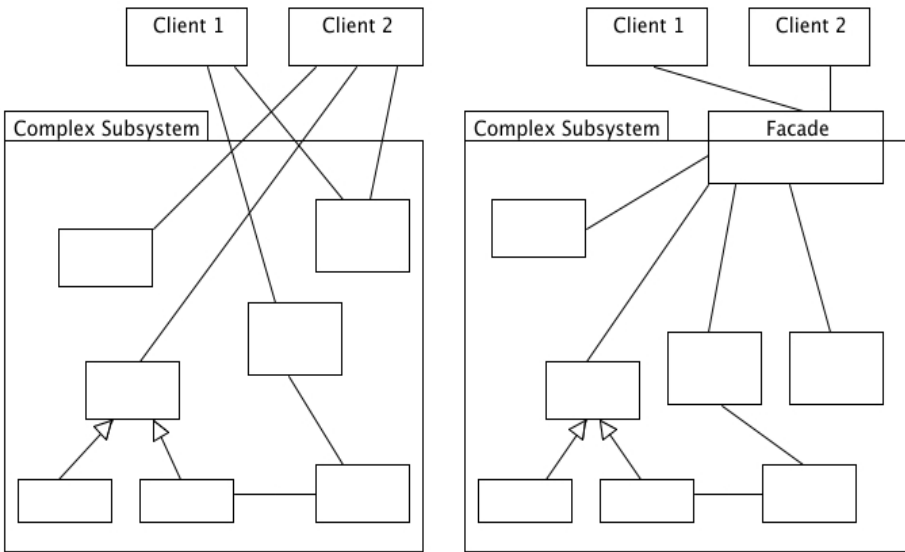 Client 1
Client 2
Complex Subsystem
Client 1
Client 2
Complex Subsystem
Facade